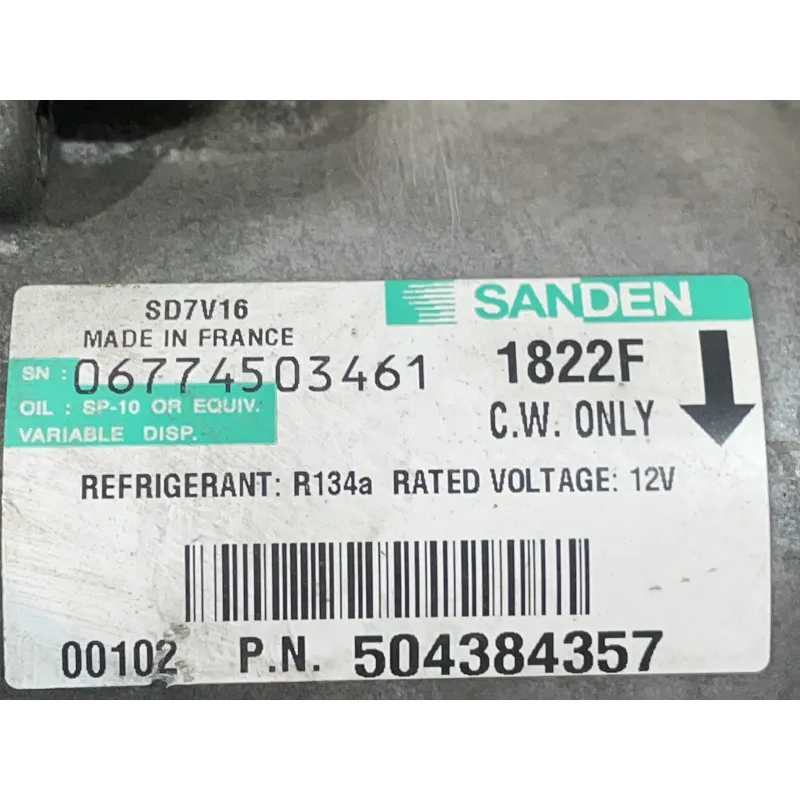 SANDEN
SD7V16
MADE IN FRANCE
SN : 06774503461
1822F
OIL : SP-10 OR EQUIV.
C.W. ONLY
VARIABLE DISP.
REFRIGERANT: R134a RATED VOLTAGE: 12V
00102 P.N. 504384357